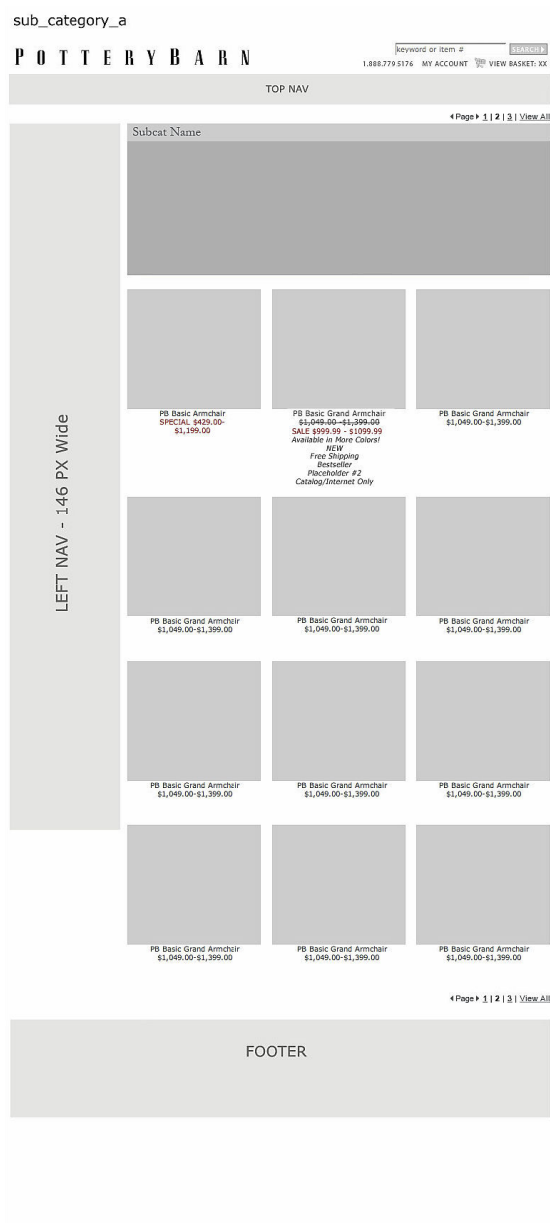 sub_category_a
POTTERYBARN
keyword or item #
SEARCH
1.888.779.5176 MY ACCOUNT VIEW BASKET: XX
TOP NAV
Page 1 | 2 | 3 | View All
Subcat Name
LEFT NAV - 146 PX Wide
PB Basic Armchair
SPECIAL $429.00-
$1,199.00
PB Basic Grand Armchair
$1,049.00-$1,399.00
SALE $999.99 - $1099.99
Available in More Colors!
NEW
Free Shipping
Bestseller
Placeholder #2
Catalog/Internet Only
PB Basic Grand Armchair
$1,049.00-$1,399.00
PB Basic Grand Armchair
$1,049.00-$1,399.00
PB Basic Grand Armchair
$1,049.00-$1,399.00
PB Basic Grand Armchair
$1,049.00-$1,399.00
PB Basic Grand Armchair
$1,049.00-$1,399.00
PB Basic Grand Armchair
$1,049.00-$1,399.00
PB Basic Grand Armchair
$1,049.00-$1,399.00
PB Basic Grand Armchair
$1,049.00-$1,399.00
PB Basic Grand Armchair
$1,049.00-$1,399.00
PB Basic Grand Armchair
$1,049.00-$1,399.00
Page 1 | 2 | 3 | View All
FOOTER